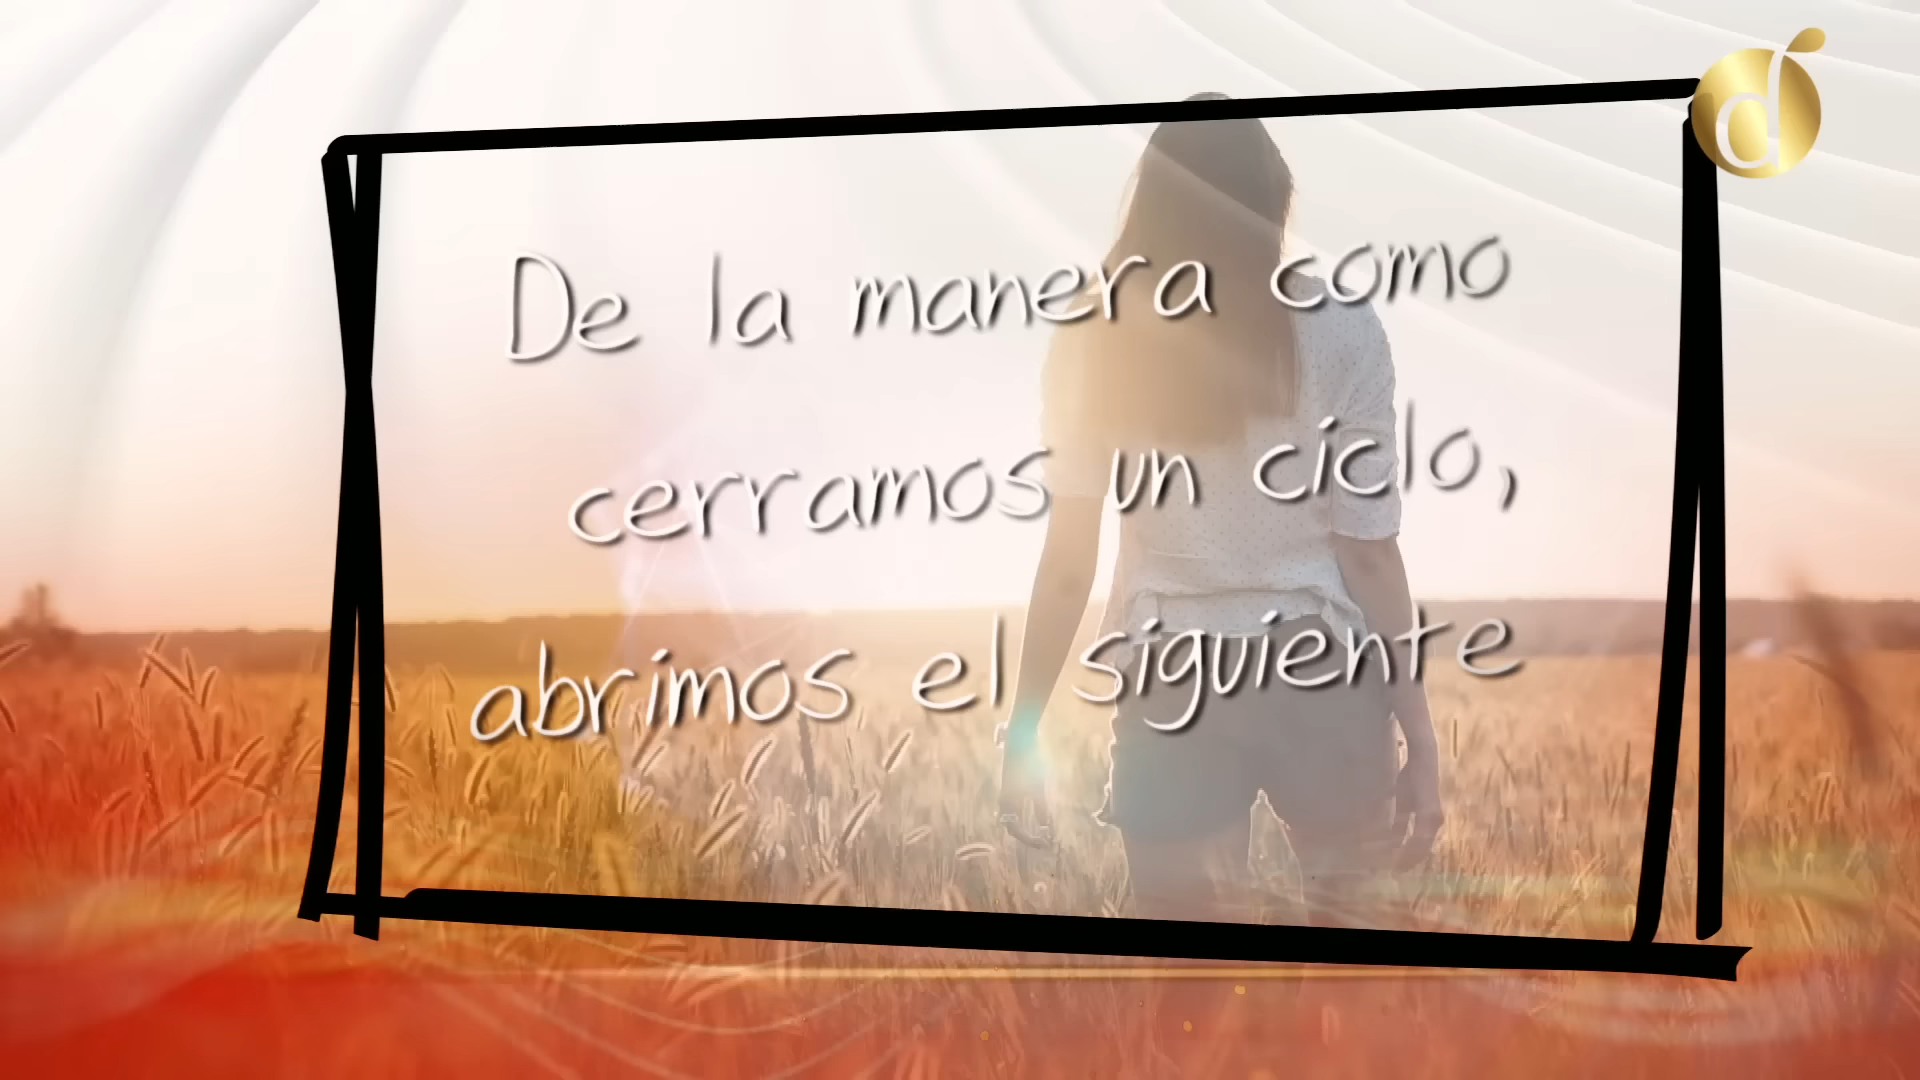 De la manera como
cerramos un ciclo,
abrimos el siguiente
d